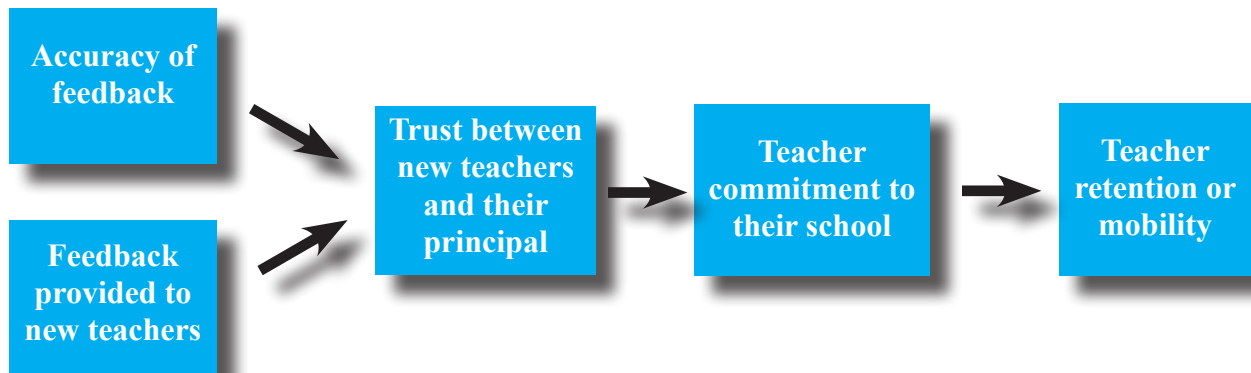 Accuracy of
feedback
Feedback
provided to
new teachers
Trust between
new teachers
and their
principal
Teacher
commitment to
their school
Teacher
retention or
mobility